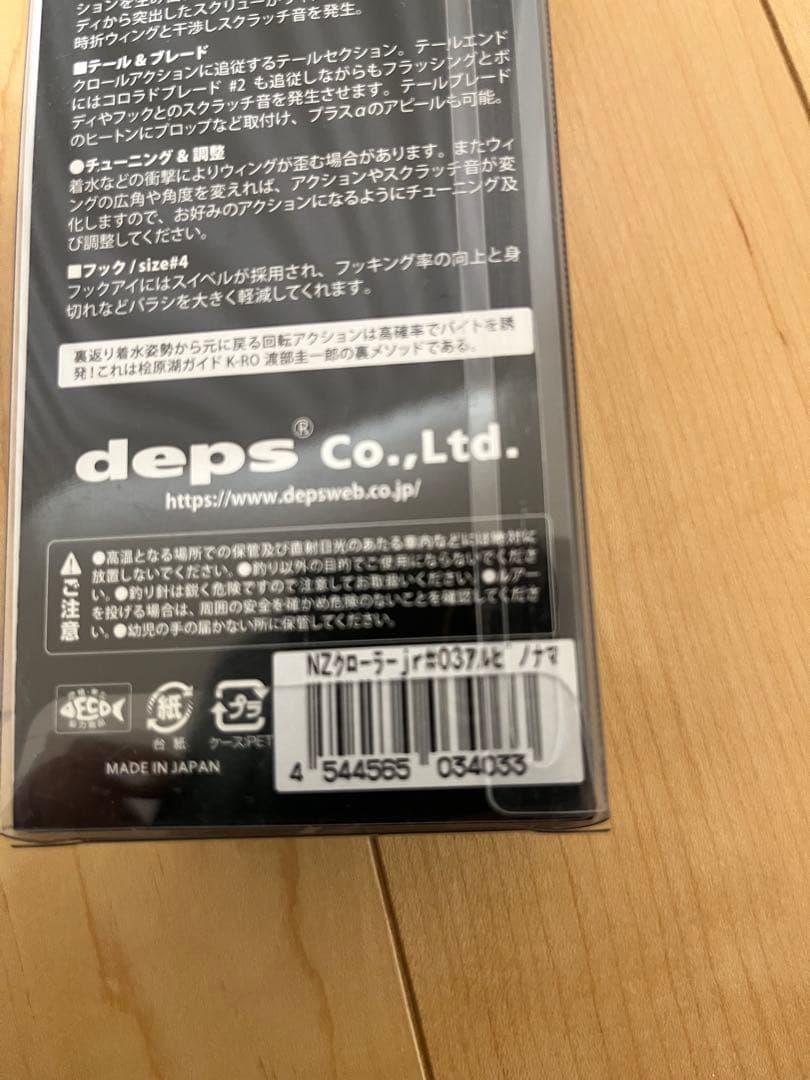 ディから突出したスクリューが
時折ウィングと干渉しスクラッチ音を発生。
■テール & ブレード
クロールアクションに追従するテールセクション。テールエンド
にはコロラドブレード #2 も追従しながらもフラッシングとボ
ディやフックとのスクラッチ音を発生させます。テールブレード
のヒートンにプロップなど取付け、プラスαのアピールも可能。
●チューニング & 調整
着水などの衝撃によりウィングが歪む場合があります。またウィ
ングの広角や角度を変えれば、アクションやスクラッチ音が変
化しますので、お好みのアクションになるようにチューニング及
び調整してください。
■フック / size#4
フックアイにはスイベルが採用され、フッキング率の向上と身
切れなどバラシを大きく軽減してくれます。
裏返り着水姿勢から元に戻る回転アクションは高確率でバイトを誘
発！これは桧原湖ガイド K-RO 渡部圭一郎の裏メソッドである。
deps® Co.,Ltd.
https://www.depsweb.co.jp/
ご注意
●高温となる場所での保管及び直射日光のあたる車内などには絶対に
放置しないでください。●釣り以外の目的でご使用にならないでくださ
い。●釣り針は鋭く危険ですので注意してお取扱いください。●ルアー
を投げる場合は、周囲の安全を確かめ危険のないことを確認してくださ
い。●幼児の手の届かない所に保管してください。
NZクローラーjr#03アルビノナマ
ECO
紙
プラ
台紙
ケース:PET
MADE IN JAPAN
4 544565 034033